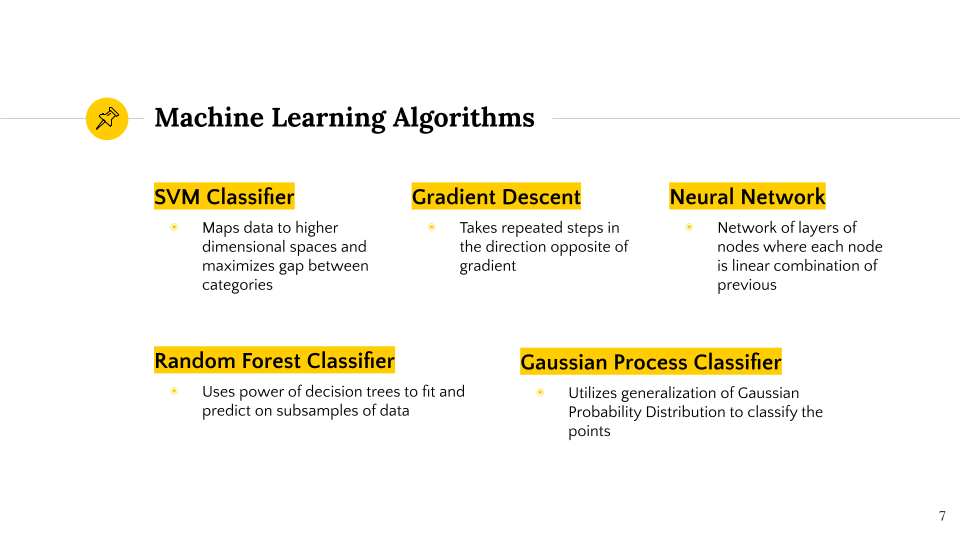 Machine Learning Algorithms
SVM Classifier
Maps data to higher
dimensional spaces and
maximizes gap between
categories
Gradient Descent
Takes repeated steps in
the direction opposite of
gradient
Neural Network
Network of layers of
nodes where each node
is linear combination of
previous
Random Forest Classifier
Uses power of decision trees to fit and
predict on subsamples of data
Gaussian Process Classifier
Utilizes generalization of Gaussian
Probability Distribution to classify the
points
7